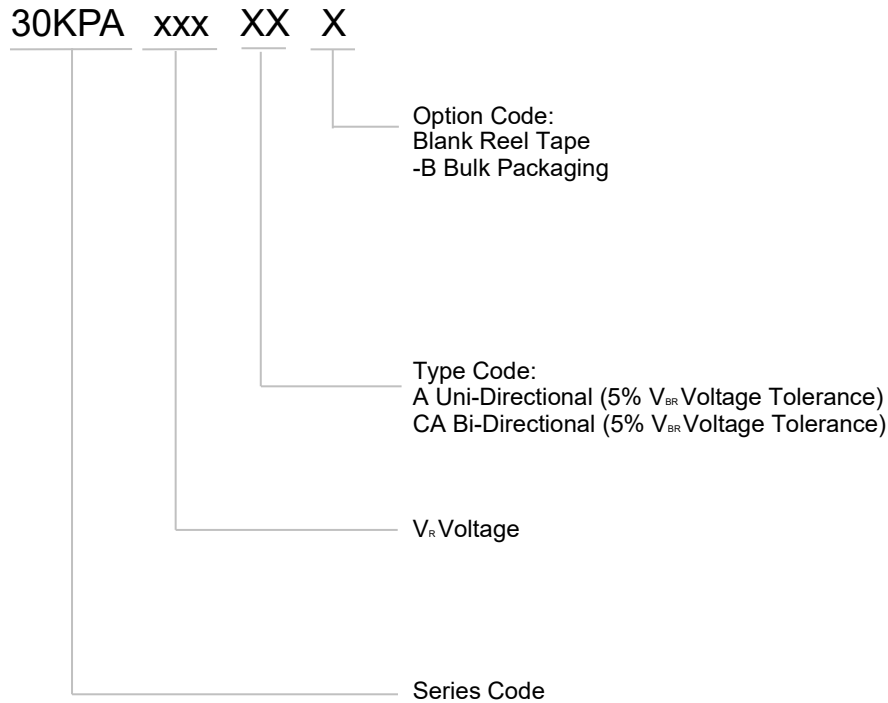 30KPA xxx XX X
Option Code:
Blank Reel Tape
-B Bulk Packaging
Type Code:
A Uni-Directional (5% VBR Voltage Tolerance)
CA Bi-Directional (5% VBR Voltage Tolerance)
VR Voltage
Series Code